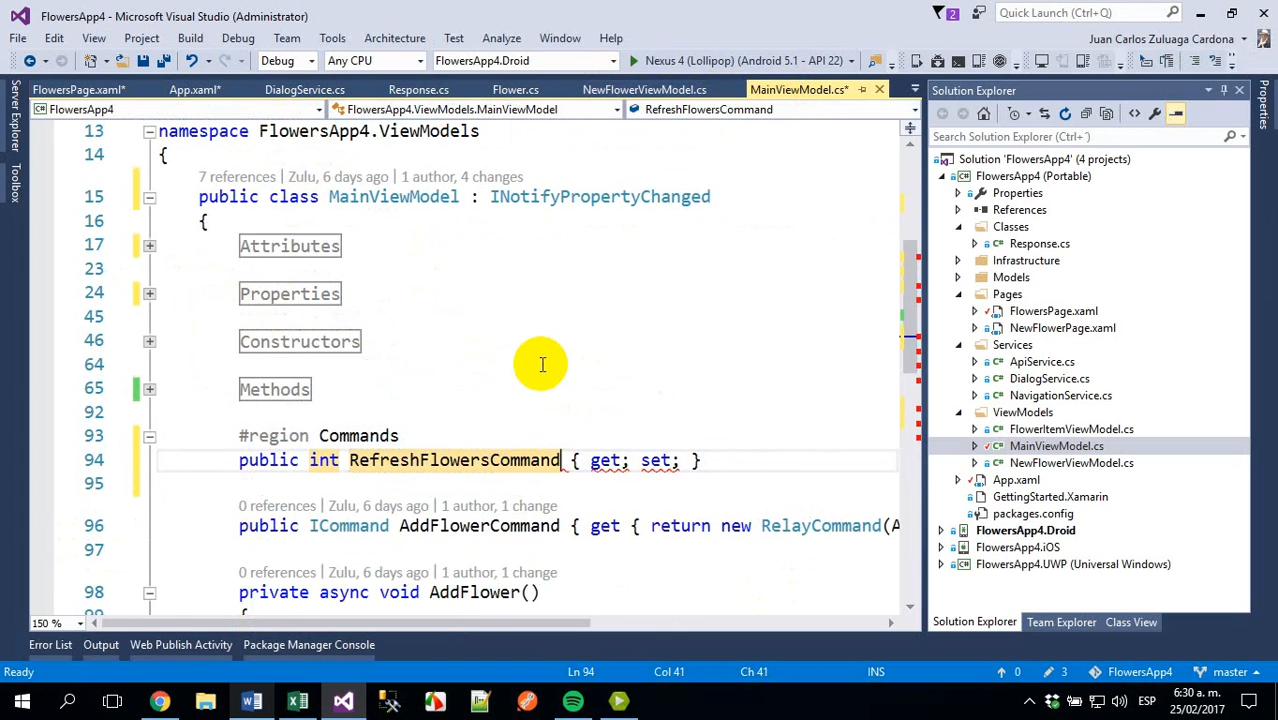 FlowersApp4 - Microsoft Visual Studio (Administrator)
2
Quick Launch (Ctrl+Q)
File Edit View Project Build Debug Team Tools Architecture Test Analyze Window Help
Juan Carlos Zuluaga Cardona
Debug Any CPU FlowersApp4.Droid Nexus 4 (Lollipop) (Android 5.1 - API 22)
Server Explorer
Toolbox
FlowersPage.xaml* App.xaml* DialogService.cs Response.cs Flower.cs NewFlowerViewModel.cs MainViewModel.cs*
FlowersApp4 FlowersApp4.ViewModels.MainViewModel RefreshFlowersCommand
13 namespace FlowersApp4.ViewModels
14 {
7 references | Zulu, 6 days ago | 1 author, 4 changes
15 public class MainViewModel : INotifyPropertyChanged
16 {
17 Attributes
23
24 Properties
45
46 Constructors
64
65 Methods
92
93 #region Commands
94 public int RefreshFlowersCommand { get; set; }
95
0 references | Zulu, 6 days ago | 1 author, 1 change
96 public ICommand AddFlowerCommand { get { return new RelayCommand(A
97
0 references | Zulu, 6 days ago | 1 author, 1 change
98 private async void AddFlower()
99 {
150 %
Solution Explorer
Search Solution Explorer (Ctrl+´)
Solution 'FlowersApp4' (4 projects)
FlowersApp4 (Portable)
Properties
References
Classes
Response.cs
Infrastructure
Models
Pages
FlowersPage.xaml
NewFlowerPage.xaml
Services
ApiService.cs
DialogService.cs
NavigationService.cs
ViewModels
FlowerItemViewModel.cs
MainViewModel.cs
NewFlowerViewModel.cs
App.xaml
GettingStarted.Xamarin
packages.config
FlowersApp4.Droid
FlowersApp4.iOS
FlowersApp4.UWP (Universal Windows)
Solution Explorer Team Explorer Class View
Properties
Error List Output Web Publish Activity Package Manager Console
Ready Ln 94 Col 41 Ch 41 INS 0 3 FlowersApp4 master
ESP 6:30 a. m.
25/02/2017